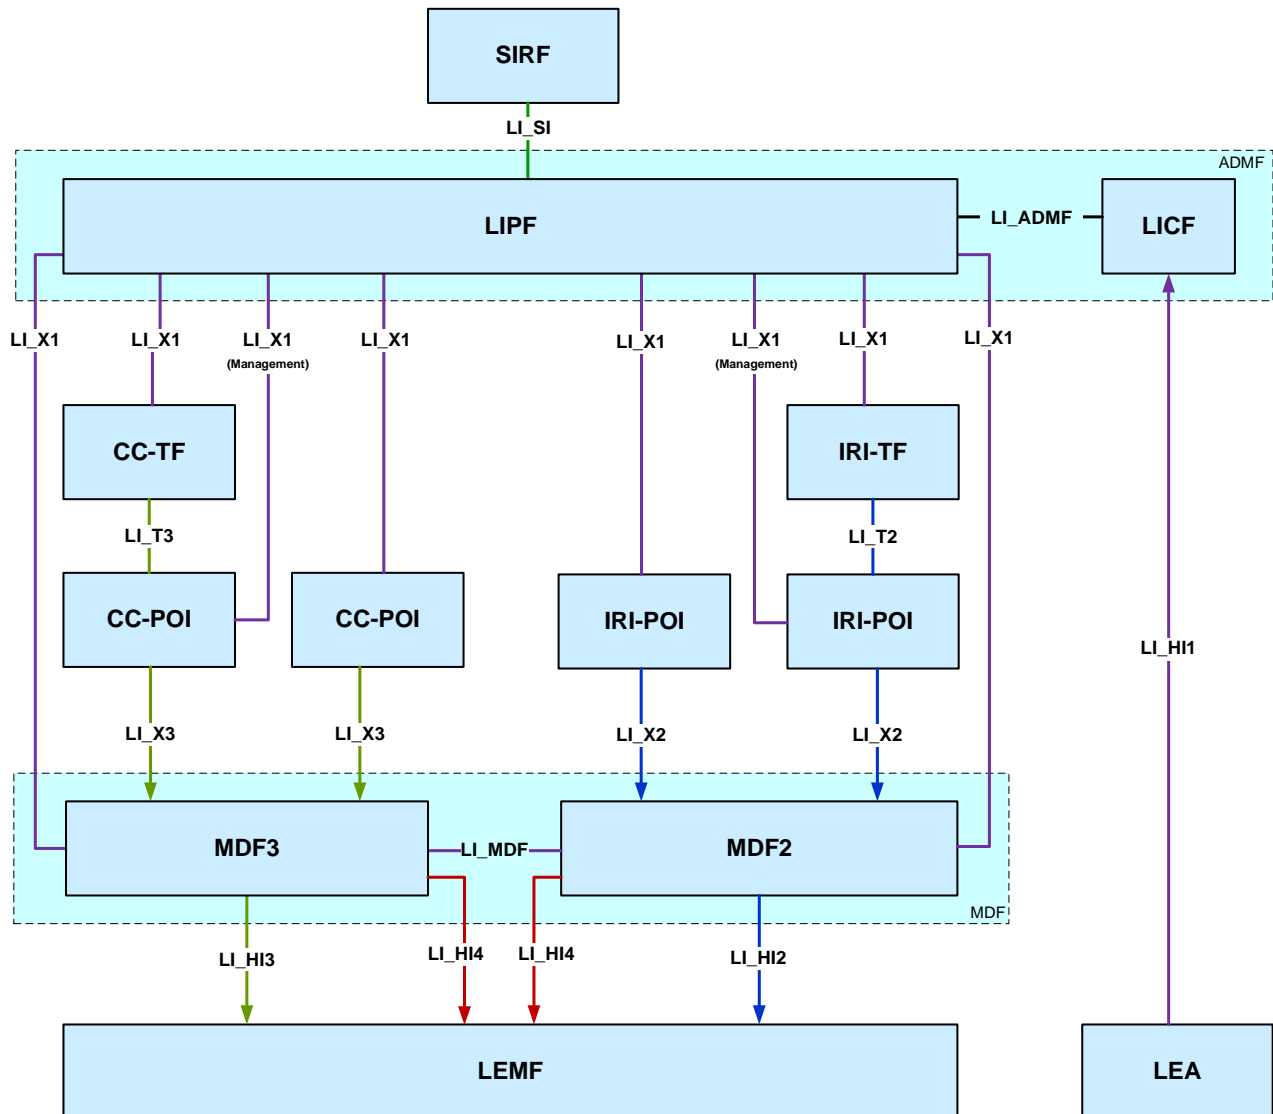 SIRF
LI_SI
ADMF
LIPF
LI_ADMF
LICF
LI_X1
LI_X1
LI_X1
(Management)
LI_X1
LI_X1
LI_X1
(Management)
LI_X1
LI_X1
CC-TF
IRI-TF
LI_T3
LI_T2
CC-POI
CC-POI
IRI-POI
IRI-POI
LI_HI1
LI_X3
LI_X3
LI_X2
LI_X2
MDF3
LI_MDF
MDF2
MDF
LI_HI3
LI_HI4
LI_HI4
LI_HI2
LEMF
LEA